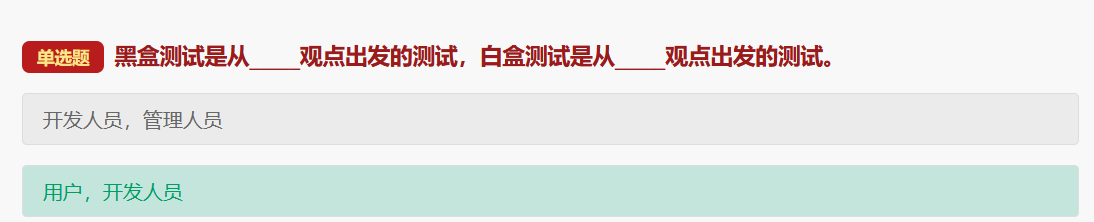 单选题 黑盒测试是从_____观点出发的测试，白盒测试是从_____观点出发的测试。
开发人员，管理人员
用户，开发人员